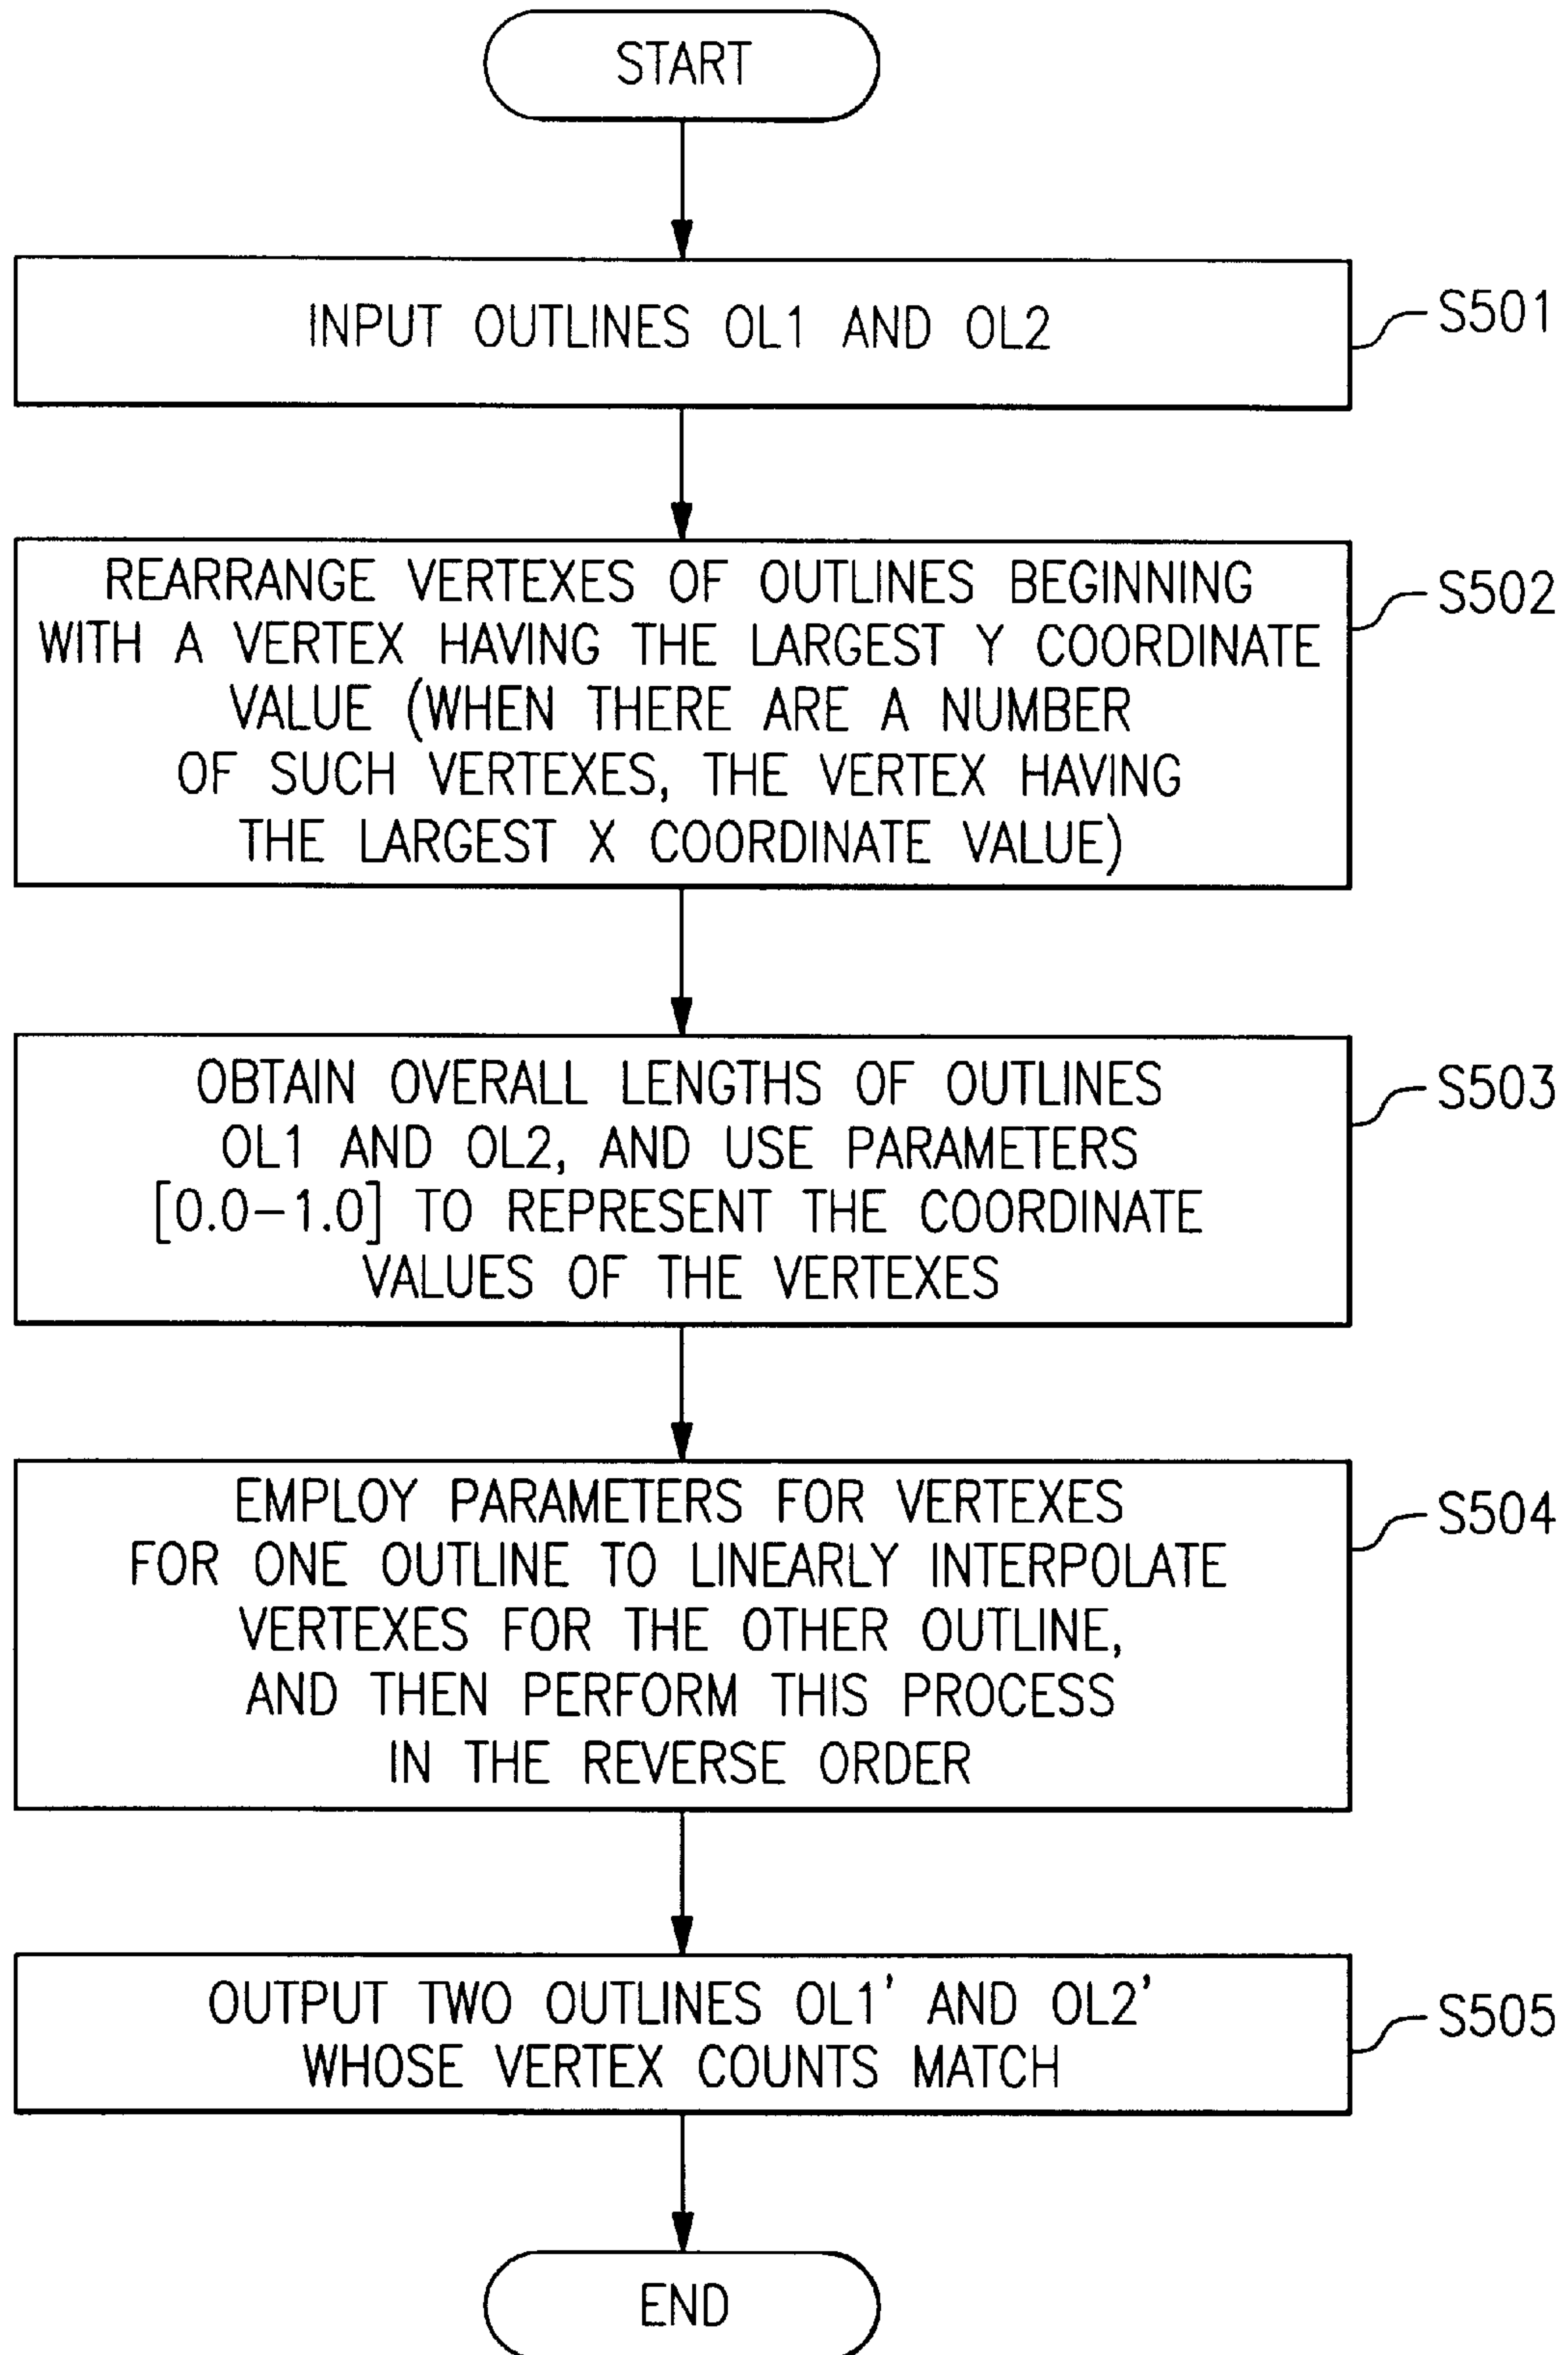 START
INPUT OUTLINES OL1 AND OL2
S501
REARRANGE VERTEXES OF OUTLINES BEGINNING
WITH A VERTEX HAVING THE LARGEST Y COORDINATE
VALUE (WHEN THERE ARE A NUMBER
OF SUCH VERTEXES, THE VERTEX HAVING
THE LARGEST X COORDINATE VALUE)
S502
OBTAIN OVERALL LENGTHS OF OUTLINES
OL1 AND OL2, AND USE PARAMETERS
[0.0-1.0] TO REPRESENT THE COORDINATE
VALUES OF THE VERTEXES
S503
EMPLOY PARAMETERS FOR VERTEXES
FOR ONE OUTLINE TO LINEARLY INTERPOLATE
VERTEXES FOR THE OTHER OUTLINE,
AND THEN PERFORM THIS PROCESS
IN THE REVERSE ORDER
S504
OUTPUT TWO OUTLINES OL1' AND OL2'
WHOSE VERTEX COUNTS MATCH
S505
END